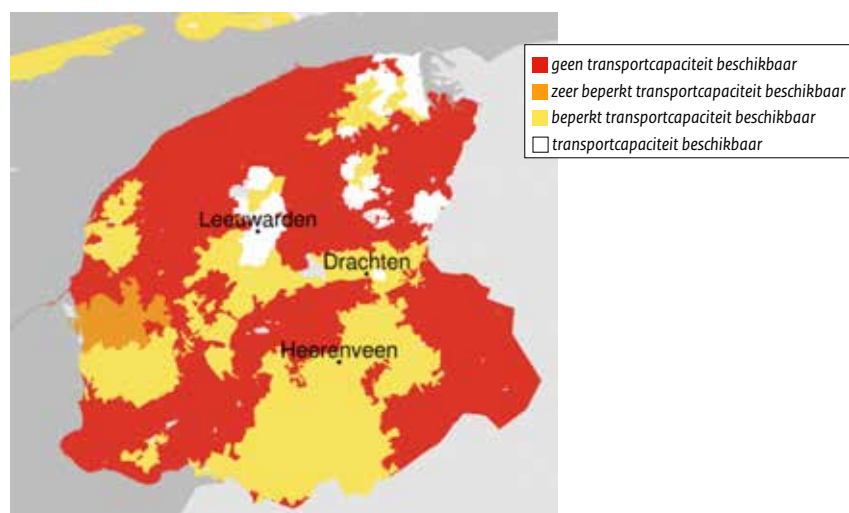 geen transportcapaciteit beschikbaar
zeer beperkt transportcapaciteit beschikbaar
beperkt transportcapaciteit beschikbaar
transportcapaciteit beschikbaar
Leeuwarden
Drachten
Heerenveen